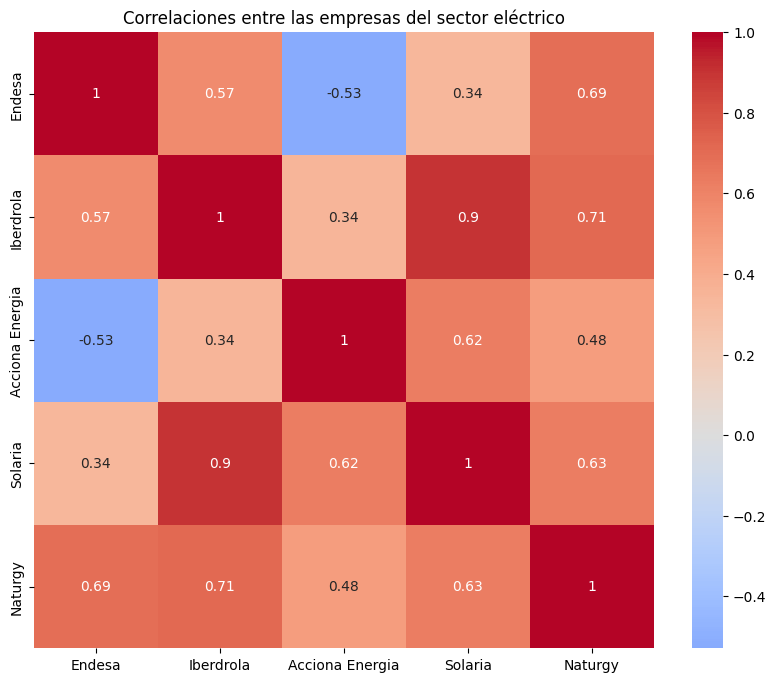 Correlaciones entre las empresas del sector eléctrico
Endesa 1 0.57 -0.53 0.34 0.69
Iberdrola 0.57 1 0.34 0.9 0.71
Acciona Energia -0.53 0.34 1 0.62 0.48
Solaria 0.34 0.9 0.62 1 0.63
Naturgy 0.69 0.71 0.48 0.63 1
Endesa Iberdrola Acciona Energia Solaria Naturgy
1.0
0.8
0.6
0.4
0.2
0.0
−0.2
−0.4